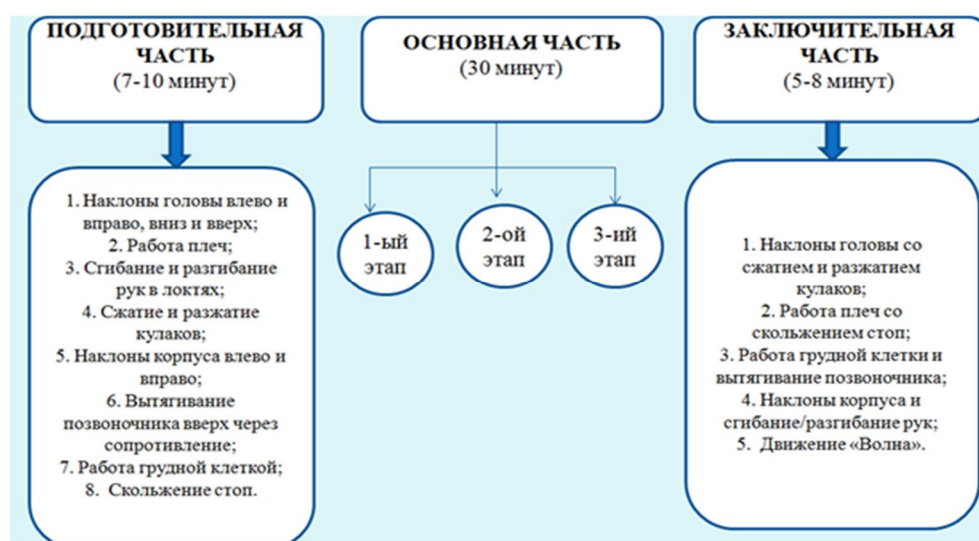 ПОДГОТОВИТЕЛЬНАЯ
ЧАСТЬ
(7-10 минут)
1. Наклоны головы влево и
вправо, вниз и вверх;
2. Работа плеч;
3. Сгибание и разгибание
рук в локтях;
4. Сжатие и разжатие
кулаков;
5. Наклоны корпуса влево и
вправо;
6. Вытягивание
позвоночника вверх через
сопротивление;
7. Работа грудной клеткой;
8. Скольжение стоп.
ОСНОВНАЯ ЧАСТЬ
(30 минут)
1-ый
этап
2-ой
этап
3-ий
этап
ЗАКЛЮЧИТЕЛЬНАЯ
ЧАСТЬ
(5-8 минут)
1. Наклоны головы со
сжатием и разжатием
кулаков;
2. Работа плеч со
скольжением стоп;
3. Работа грудной клетки и
вытягивание позвоночника;
4. Наклоны корпуса и
сгибание/разгибание рук;
5. Движение «Волна».